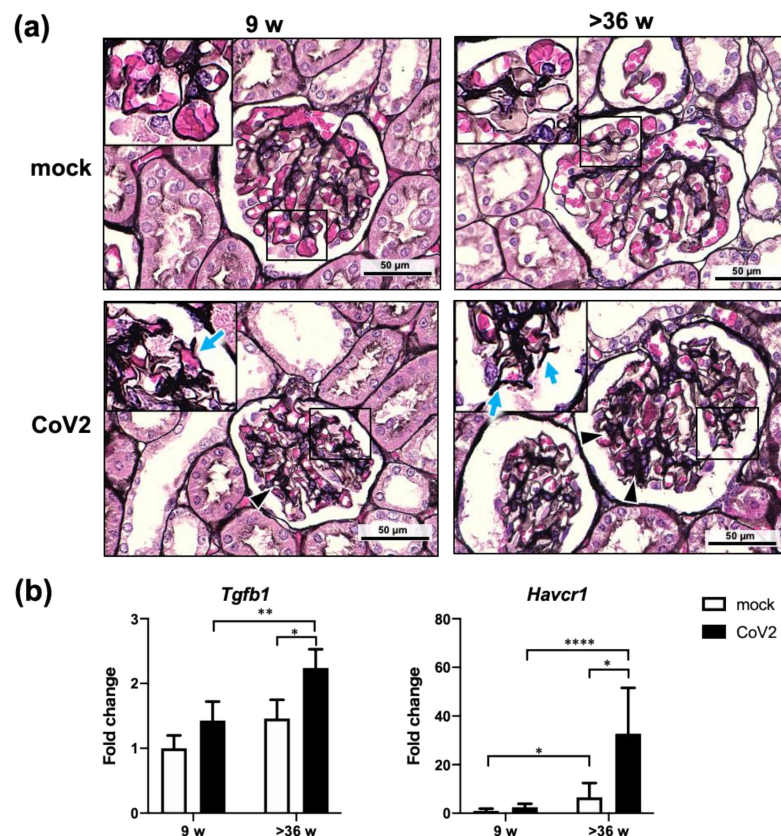 (a)
9 w
>36 w
mock
50 µm
50 µm
CoV2
50 µm
50 µm
(b)
Tgfb1
Havcr1
mock
CoV2
Fold change
3
2
1
0
**
*
9 w
>36 w
Fold change
80
60
40
20
0
****
*
*
9 w
>36 w